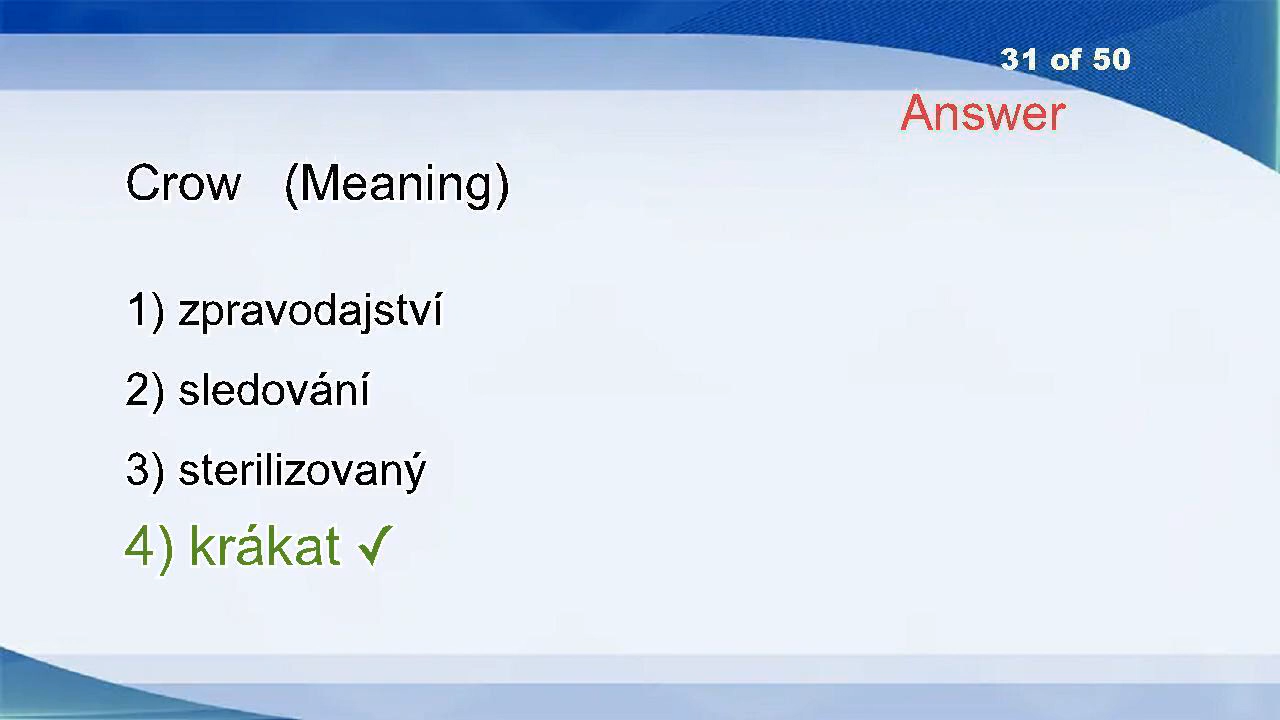 31 of 50
Answer
Crow (Meaning)
1) zpravodajství
2) sledování
3) sterilizovaný
4) krákat ✓